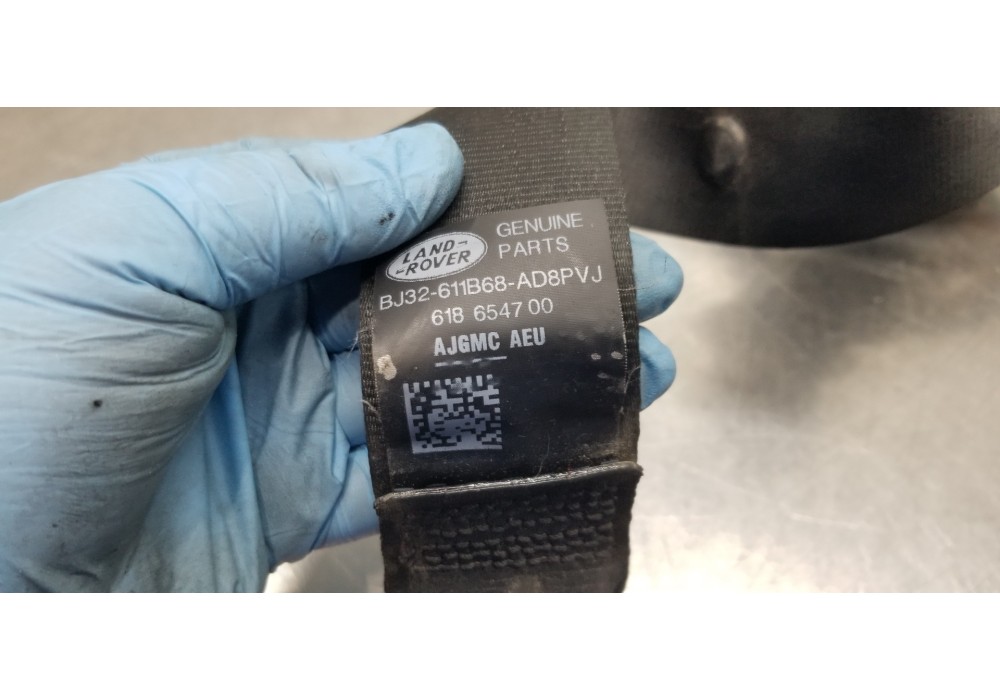 LAND
ROVER
GENUINE
PARTS
BJ32-611B68-AD8PVJ
618 6547 00
AJGMC AEU